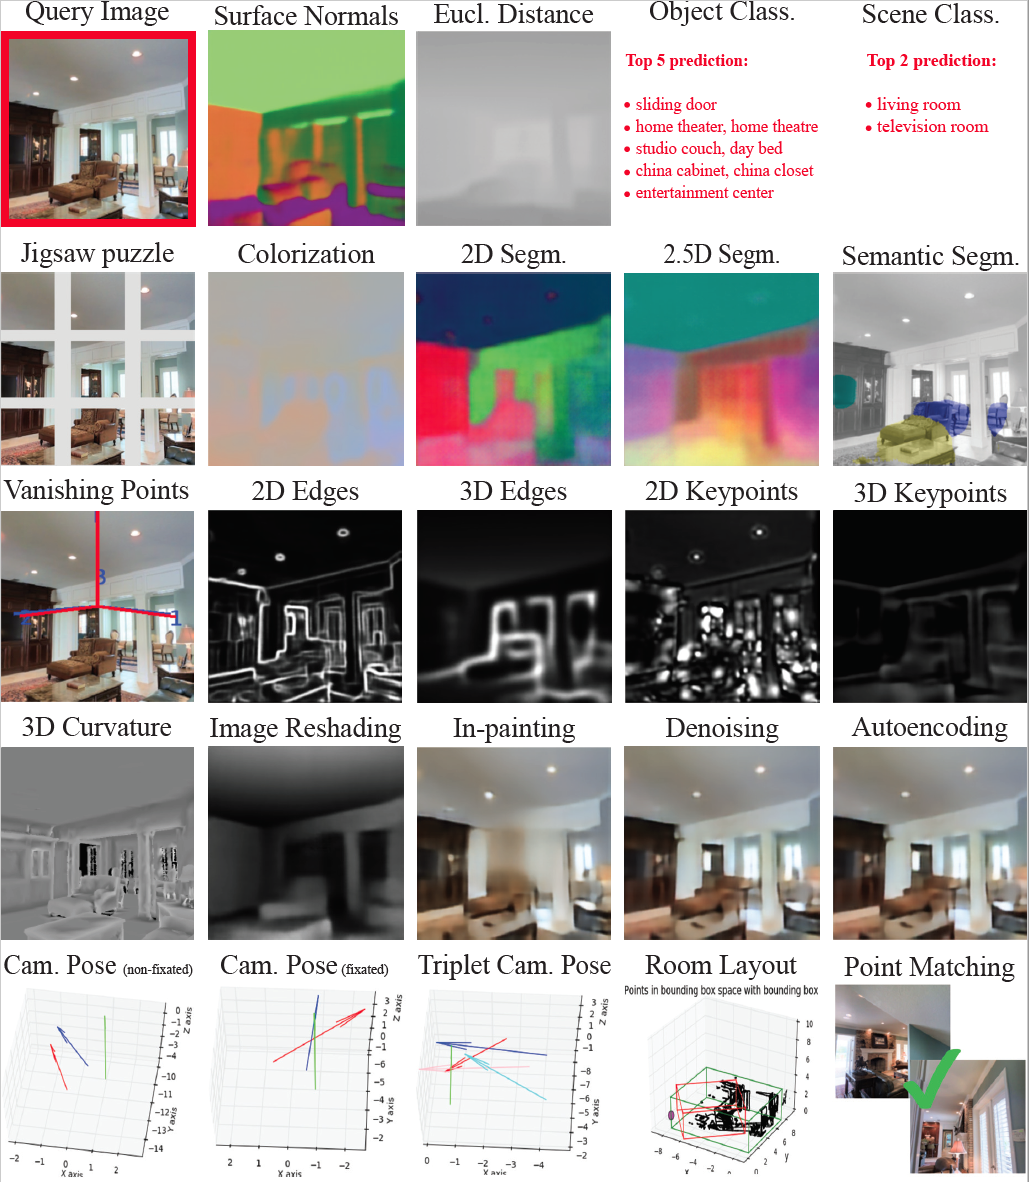 Query Image
Surface Normals
Eucl. Distance
Object Class.
Scene Class.
Top 5 prediction:
• sliding door
• home theater, home theatre
• studio couch, day bed
• china cabinet, china closet
• entertainment center
Top 2 prediction:
• living room
• television room
Jigsaw puzzle
Colorization
2D Segm.
2.5D Segm.
Semantic Segm.
Vanishing Points
2D Edges
3D Edges
2D Keypoints
3D Keypoints
3
1
3D Curvature
Image Reshading
In-painting
Denoising
Autoencoding
Cam. Pose (non-fixated)
Cam. Pose (fixated)
Triplet Cam. Pose
Room Layout
Point Matching
0
−1
−2
−3
−4
Z axis
−10
−11
−12
−13
−14
Y axis
−2 −1 0 1 2
X axis
3
2
1
0
−1
Z axis
−6
−5
−4
−3
−2
Y axis
2 1 0 −1 −2
X axis
3
2
1
0
−1
Z axis
−8
−7
−5
−4
−3
−2
Y axis
0 −1 −2 −3 −4
X axis
Points in bounding box space with bounding box
10
8
6
4
2
0
8
6
4
2
0
y
−8 −6 −4 −2 0
x